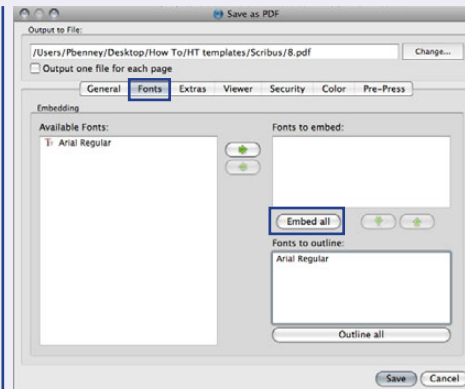 Save as PDF
Output to File:
/Users/Pbenney/Desktop/How To/HT templates/Scribus/8.pdf
Change...
Output one file for each page
General Fonts Extras Viewer Security Color Pre-Press
Embedding
Available Fonts:
Arial Regular
Fonts to embed:
Embed all
Fonts to outline:
Arial Regular
Outline all
Save Cancel